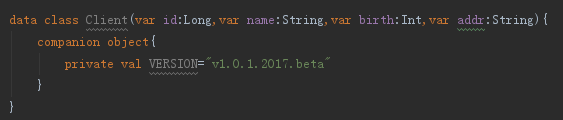 data class Client(var id:Long,var name:String,var birth:Int,var addr:String){
companion object{
private val VERSION="v1.0.1.2017.beta"
}
}